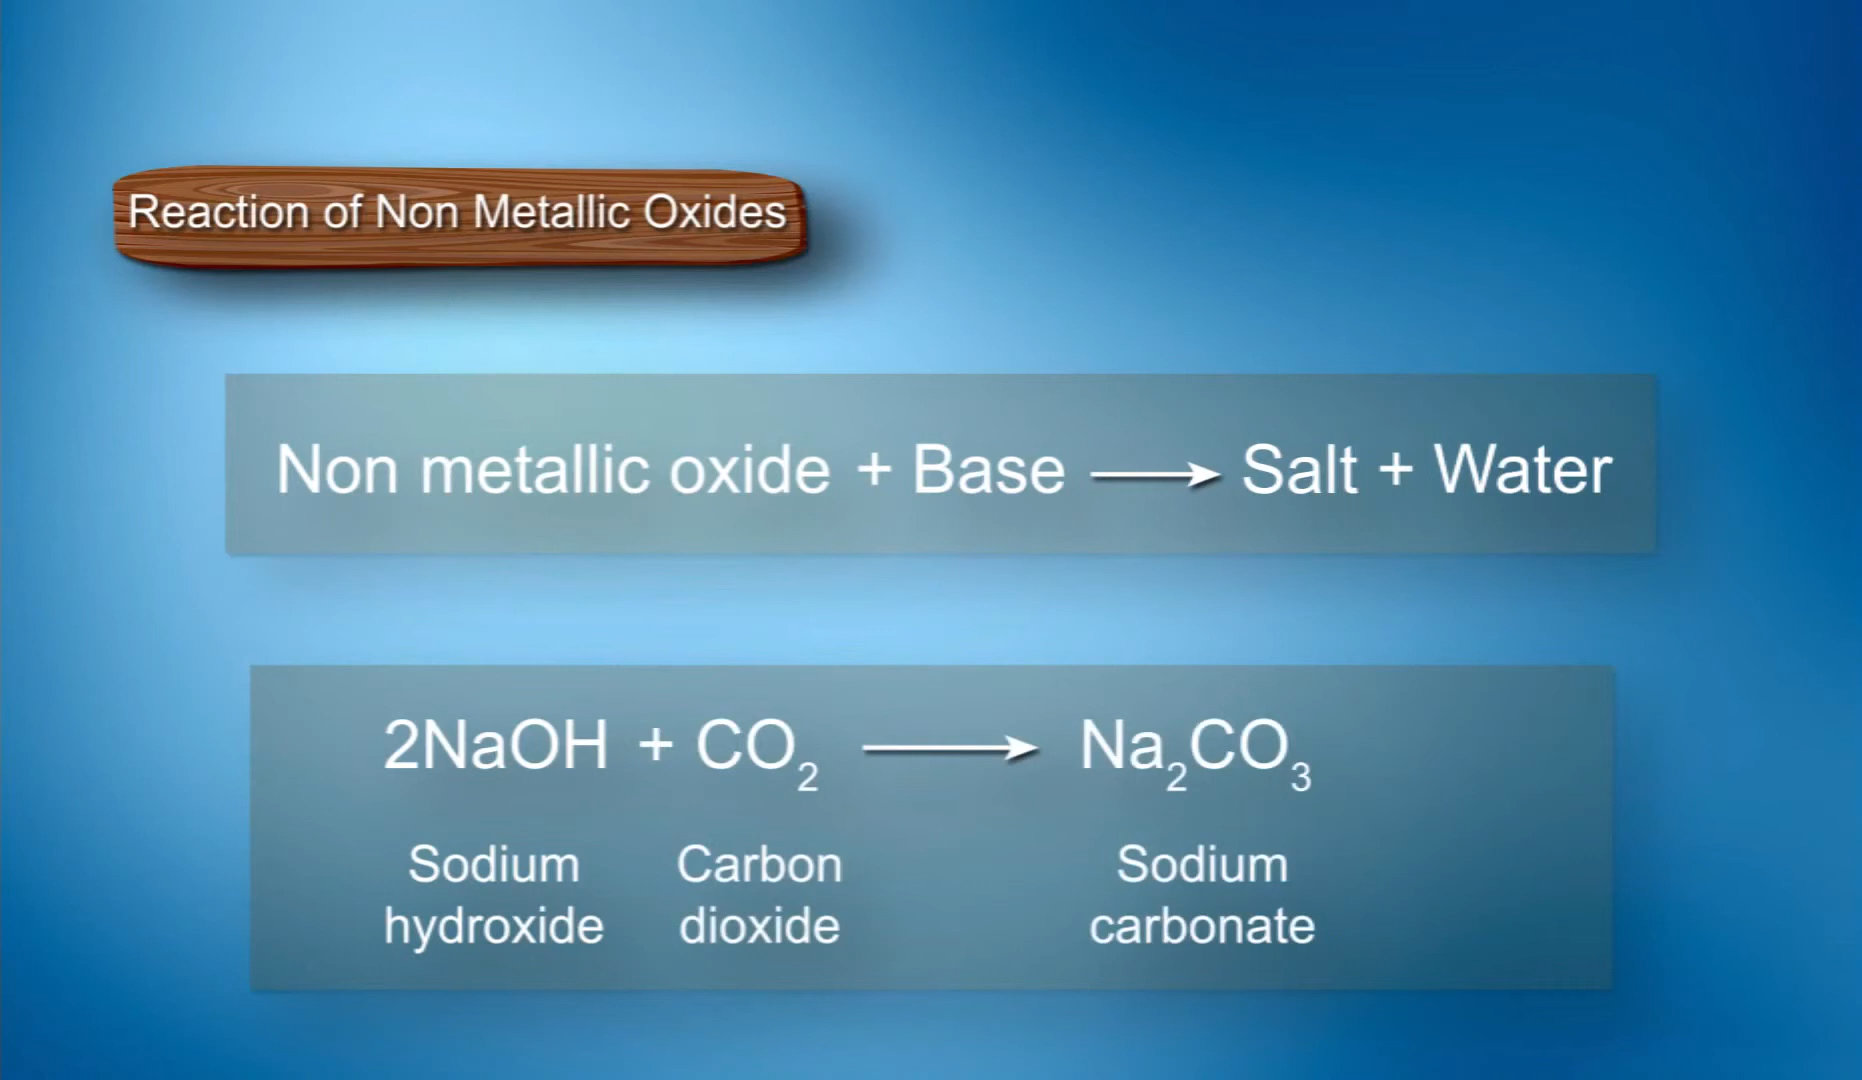 Reaction of Non Metallic Oxides
Non metallic oxide + Base ⟶ Salt + Water
2NaOH + CO₂ ⟶ Na₂CO₃
Sodium hydroxide
Carbon dioxide
Sodium carbonate